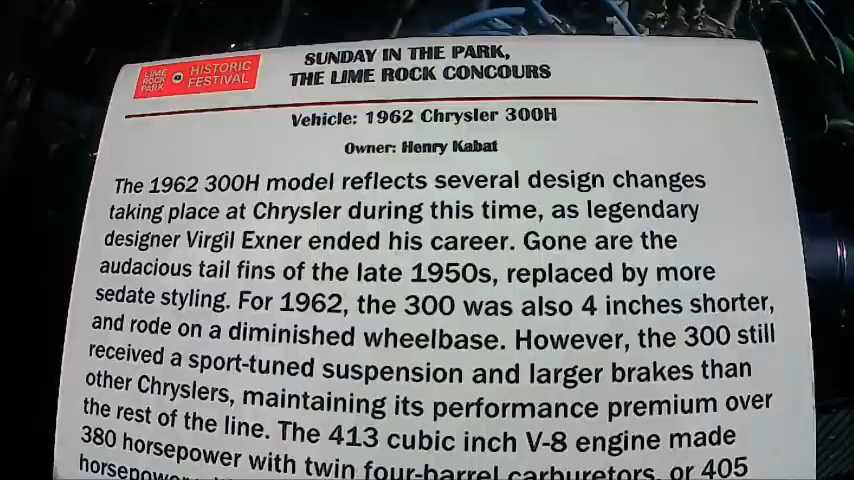 LIME ROCK PARK HISTORIC FESTIVAL
SUNDAY IN THE PARK,
THE LIME ROCK CONCOURS
Vehicle: 1962 Chrysler 300H
Owner: Henry Kabat
The 1962 300H model reflects several design changes
taking place at Chrysler during this time, as legendary
designer Virgil Exner ended his career. Gone are the
audacious tail fins of the late 1950s, replaced by more
sedate styling. For 1962, the 300 was also 4 inches shorter,
and rode on a diminished wheelbase. However, the 300 still
received a sport-tuned suspension and larger brakes than
other Chryslers, maintaining its performance premium over
the rest of the line. The 413 cubic inch V-8 engine made
380 horsepower with twin four-barrel carburetors, or 405
horsepower